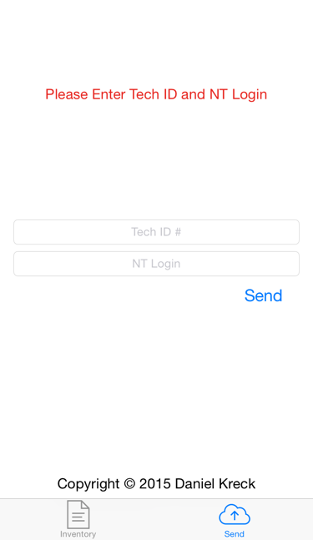 Please Enter Tech ID and NT Login
Tech ID #
NT Login
Send
Copyright © 2015 Daniel Kreck
Inventory
Send